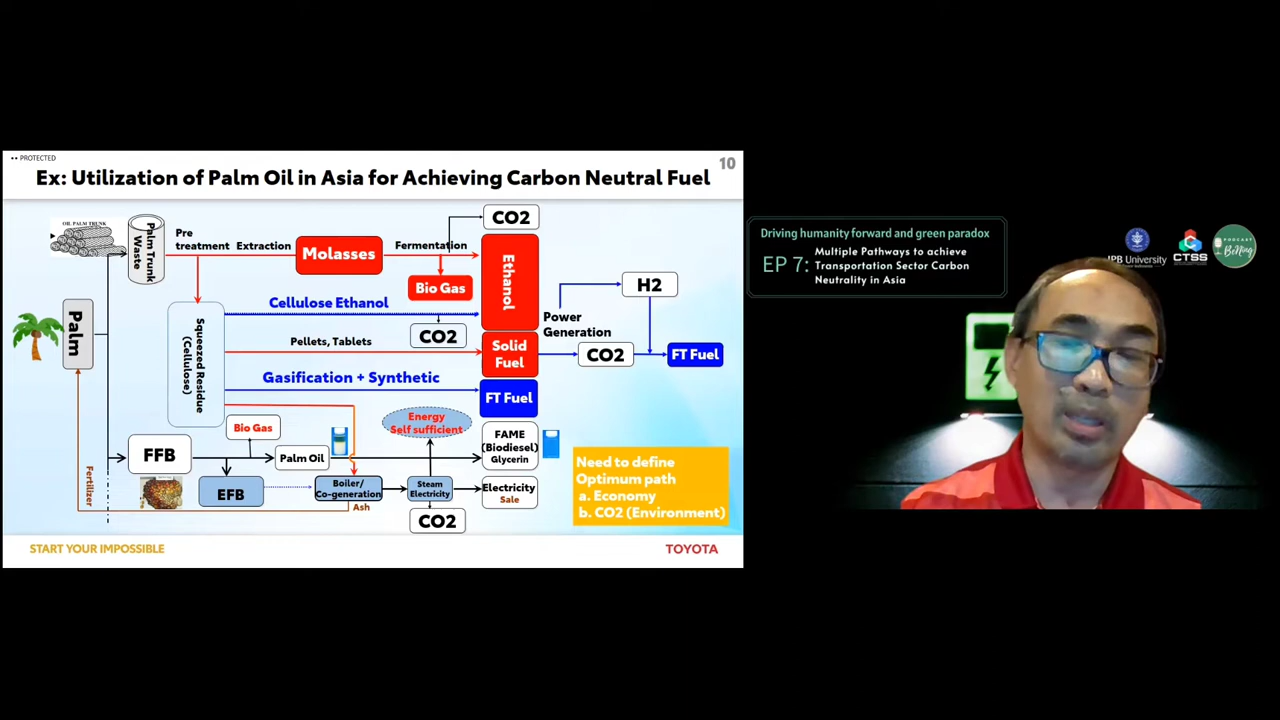 •• PROTECTED
10
Ex: Utilization of Palm Oil in Asia for Achieving Carbon Neutral Fuel
OIL PALM TRUNK
Palm Trunk
Waste
Pre
treatment
Extraction
Molasses
Fermentation
CO2
Bio Gas
Ethanol
Cellulose Ethanol
CO2
Pellets, Tablets
Solid
Fuel
Gasification + Synthetic
FT Fuel
Power
Generation
H2
CO2
FT Fuel
Palm
Squeezed Residue
(Cellulose)
Bio Gas
Energy
Self sufficient
FFB
Palm Oil
FAME
(Biodiesel)
Glycerin
EFB
Boiler/
Co-generation
Steam
Electricity
Electricity
Sale
Fertilizer
Ash
CO2
Need to define
Optimum path
a. Economy
b. CO2 (Environment)
START YOUR IMPOSSIBLE
TOYOTA
Driving humanity forward and green paradox
EP 7:
Multiple Pathways to achieve
Transportation Sector Carbon
Neutrality in Asia
IPB University
CTSS
PODCAST
BeNing